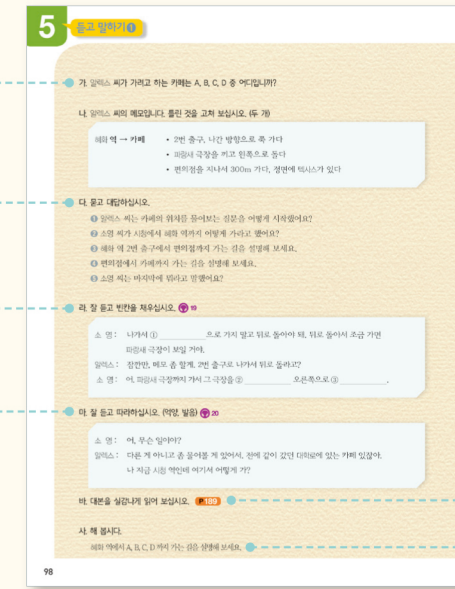 5 듣고 말하기❶
가. 알렉스 씨가 가려고 하는 카페는 A, B, C, D 중 어디입니까?
나. 알렉스 씨의 메모입니다. 틀린 것을 고쳐 보십시오. (두 개)
혜화 역 → 카페 • 2번 출구, 나간 방향으로 쭉 가다
• 파랑새 극장을 끼고 왼쪽으로 돌다
• 편의점을 지나서 300m 가다, 정면에 텍사스가 있다
다. 묻고 대답하십시오.
❶ 알렉스 씨는 카페의 위치를 물어보는 질문을 어떻게 시작했어요?
❷ 소영 씨가 시청에서 혜화 역까지 어떻게 가라고 했어요?
❸ 혜화 역 2번 출구에서 편의점까지 가는 길을 설명해 보세요.
❹ 편의점에서 카페까지 가는 길을 설명해 보세요.
❺ 소영 씨는 마지막에 뭐라고 말했어요?
라. 잘 듣고 빈칸을 채우십시오. 19
소 영 : 나가서 ① ________으로 가지 말고 뒤로 돌아야 돼. 뒤로 돌아서 조금 가면
파랑새 극장이 보일 거야.
알렉스 : 잠깐만, 메모 좀 할게. 2번 출구로 나가서 뒤로 돌라고?
소 영 : 어, 파랑새 극장까지 가서 그 극장을 ② ________ 오른쪽으로 ③ ________.
마. 잘 듣고 따라하십시오. (억양, 발음) 20
소 영 : 어, 무슨 일이야?
알렉스 : 다른 게 아니고 좀 물어볼 게 있어서. 전에 같이 갔던 대학로에 있는 카페 있잖아.
나 지금 시청 역인데 여기서 어떻게 가?
바. 대본을 실감나게 읽어 보십시오. P.189
사. 해 봅시다.
혜화 역에서 A, B, C, D 까지 가는 길을 설명해 보세요.
98